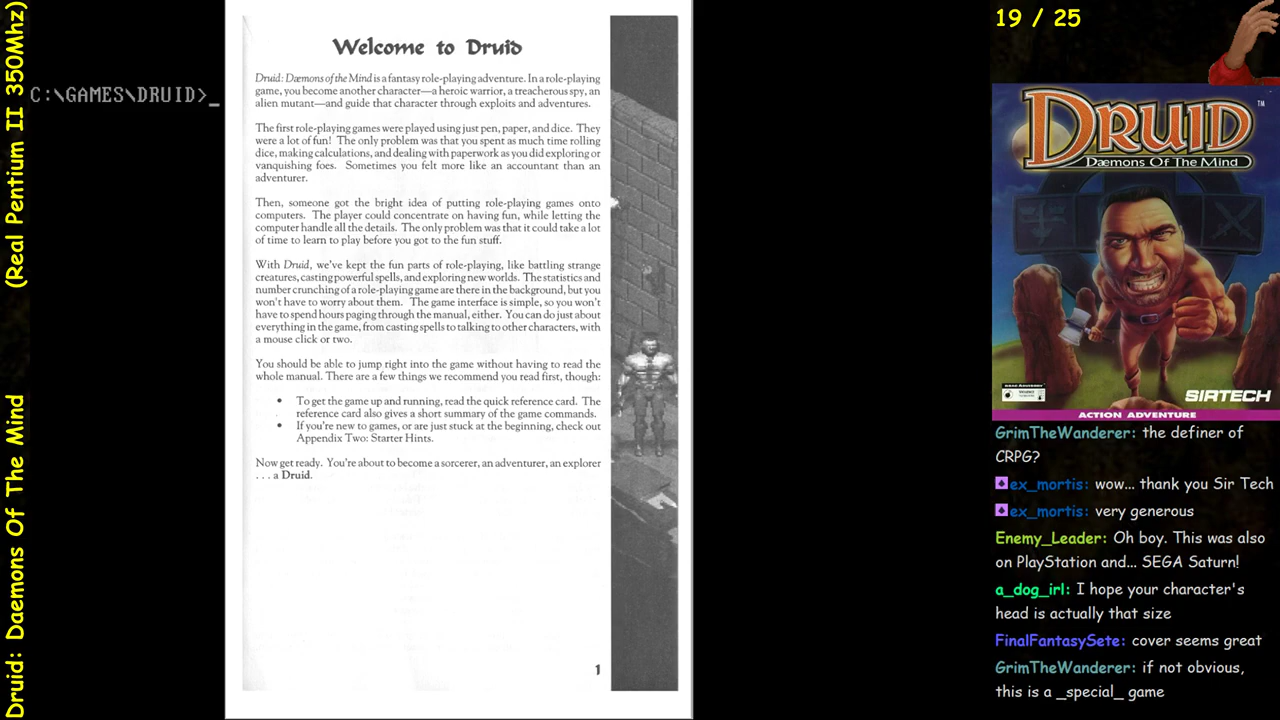 Druid: Daemons Of The Mind (Real Pentium II 350Mhz)
C:\GAMES\DRUID>_
Welcome to Druid
Druid: Dæmons of the Mind is a fantasy role-playing adventure. In a role-playing
game, you become another character—a heroic warrior, a treacherous spy, an
alien mutant—and guide that character through exploits and adventures.
The first role-playing games were played using just pen, paper, and dice. They
were a lot of fun! The only problem was that you spent as much time rolling
dice, making calculations, and dealing with paperwork as you did exploring or
vanquishing foes. Sometimes you felt more like an accountant than an
adventurer.
Then, someone got the bright idea of putting role-playing games onto
computers. The player could concentrate on having fun, while letting the
computer handle all the details. The only problem was that it could take a lot
of time to learn to play before you got to the fun stuff.
With Druid, we've kept the fun parts of role-playing, like battling strange
creatures, casting powerful spells, and exploring new worlds. The statistics and
number crunching of a role-playing game are there in the background, but you
won't have to worry about them. The game interface is simple, so you won't
have to spend hours paging through the manual, either. You can do just about
everything in the game, from casting spells to talking to other characters, with
a mouse click or two.
You should be able to jump right into the game without having to read the
whole manual. There are a few things we recommend you read first, though:
• To get the game up and running, read the quick reference card. The
reference card also gives a short summary of the game commands.
• If you're new to games, or are just stuck at the beginning, check out
Appendix Two: Starter Hints.
Now get ready. You're about to become a sorcerer, an adventurer, an explorer
. . . a Druid.
1
19 / 25
DRUID™
Dæmons Of The Mind
SIRTECH
ACTION ADVENTURE
GrimTheWanderer: the definer of
CRPG?
ex_mortis: wow... thank you Sir Tech
ex_mortis: very generous
Enemy_Leader: Oh boy. This was also
on PlayStation and... SEGA Saturn!
a_dog_irl: I hope your character's
head is actually that size
FinalFantasySete: cover seems great
GrimTheWanderer: if not obvious,
this is a _special_ game